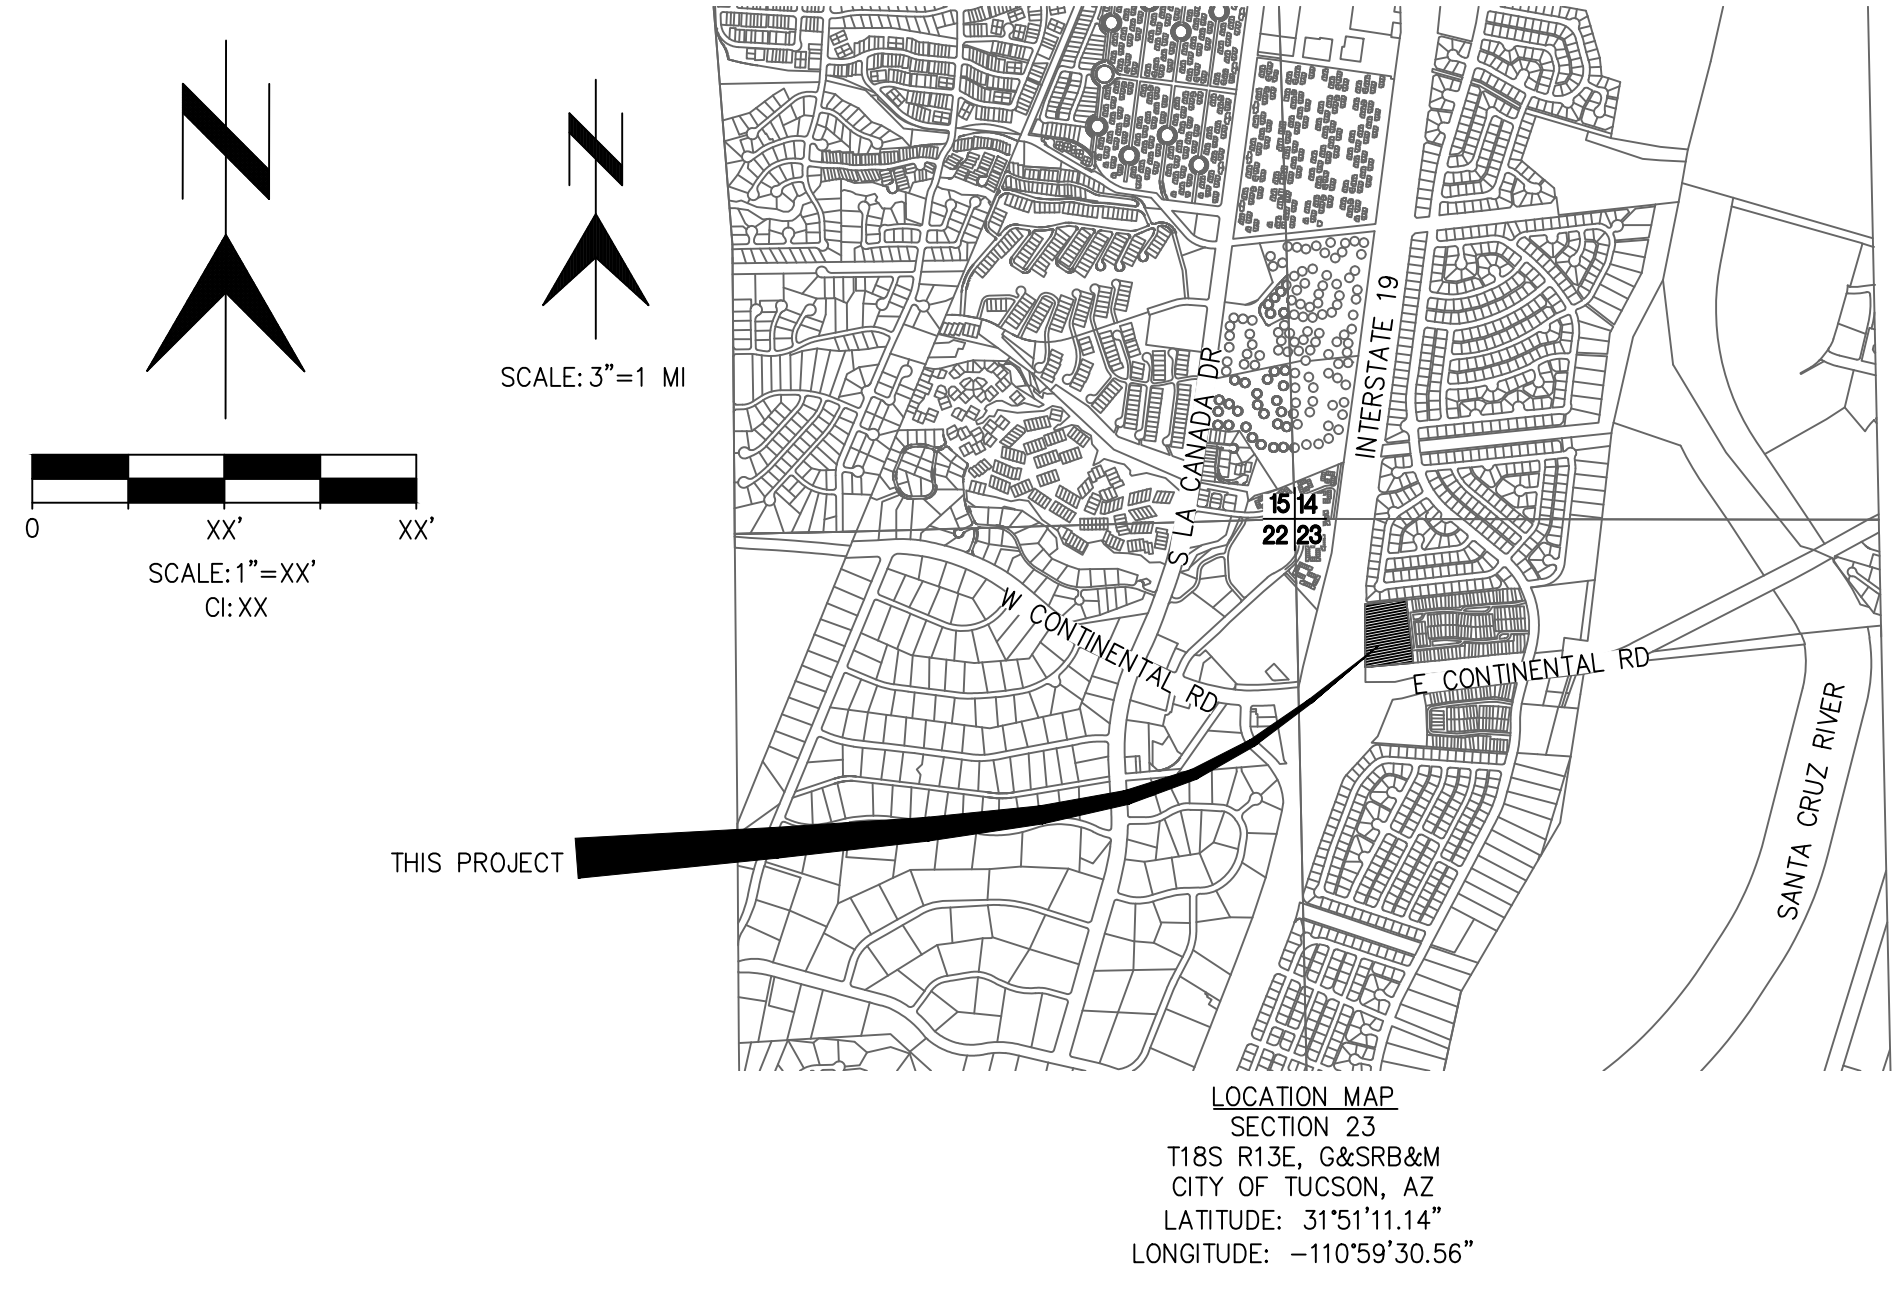 N
N
SCALE: 3"=1 MI
0 XX' XX'
SCALE: 1"=XX'
CI: XX
INTERSTATE 19
S LA CANADA DR
15 14
22 23
W CONTINENTAL RD
E CONTINENTAL RD
SANTA CRUZ RIVER
THIS PROJECT
LOCATION MAP
SECTION 23
T18S R13E, G&SRB&M
CITY OF TUCSON, AZ
LATITUDE: 31°51'11.14"
LONGITUDE: -110°59'30.56"